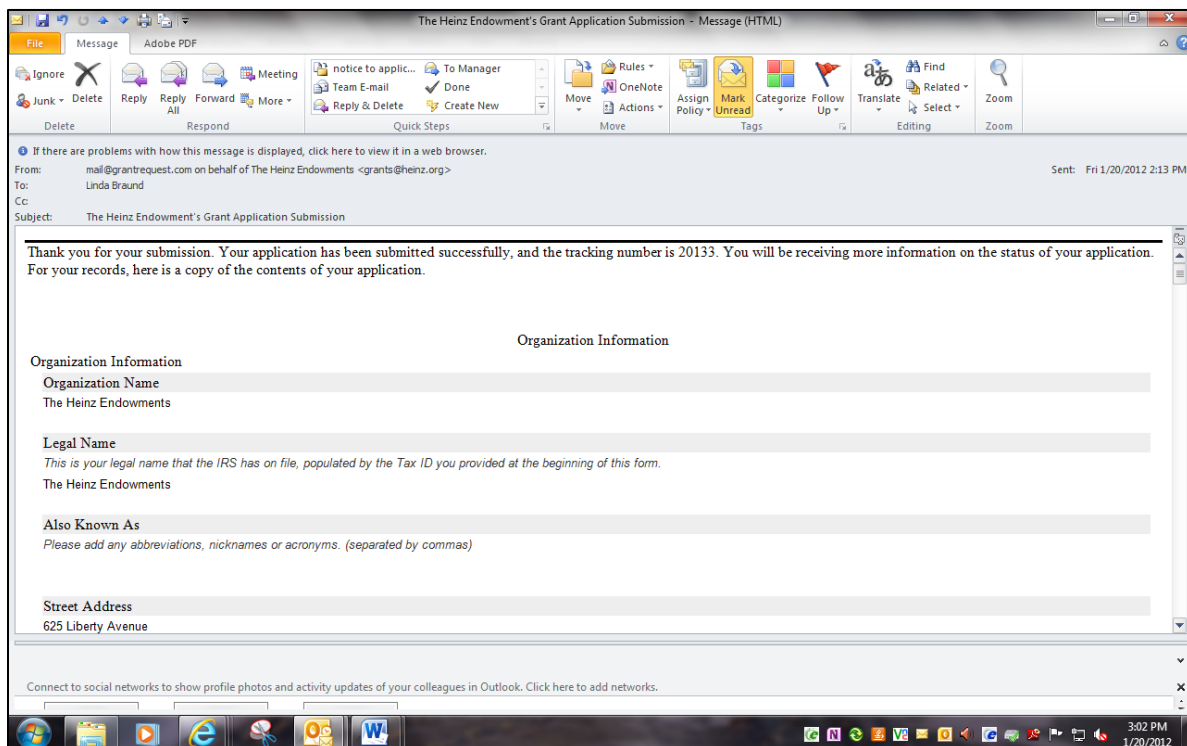 The Heinz Endowment's Grant Application Submission - Message (HTML)
File Message Adobe PDF
Ignore
Junk
Delete
Reply
Reply All
Forward
Meeting
More
notice to applic...
Team E-mail
Reply & Delete
To Manager
Done
Create New
Move
Rules
OneNote
Actions
Assign Policy
Mark Unread
Categorize
Follow Up
Translate
Find
Related
Select
Zoom
Delete Respond Quick Steps Move Tags Editing Zoom
If there are problems with how this message is displayed, click here to view it in a web browser.
From: mail@grantrequest.com on behalf of The Heinz Endowments <grants@heinz.org> Sent: Fri 1/20/2012 2:13 PM
To: Linda Braund
Cc
Subject: The Heinz Endowment's Grant Application Submission
Thank you for your submission. Your application has been submitted successfully, and the tracking number is 20133. You will be receiving more information on the status of your application.
For your records, here is a copy of the contents of your application.
Organization Information
Organization Information
Organization Name
The Heinz Endowments
Legal Name
This is your legal name that the IRS has on file, populated by the Tax ID you provided at the beginning of this form.
The Heinz Endowments
Also Known As
Please add any abbreviations, nicknames or acronyms. (separated by commas)
Street Address
625 Liberty Avenue
Connect to social networks to show profile photos and activity updates of your colleagues in Outlook. Click here to add networks.
3:02 PM
1/20/2012